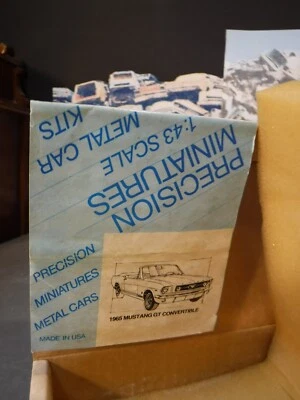 PRECISION
MINIATURES
1:43 SCALE
METAL CAR
KITS
PRECISION
MINIATURES
METAL CARS
MADE IN USA
1965 MUSTANG GT CONVERTIBLE